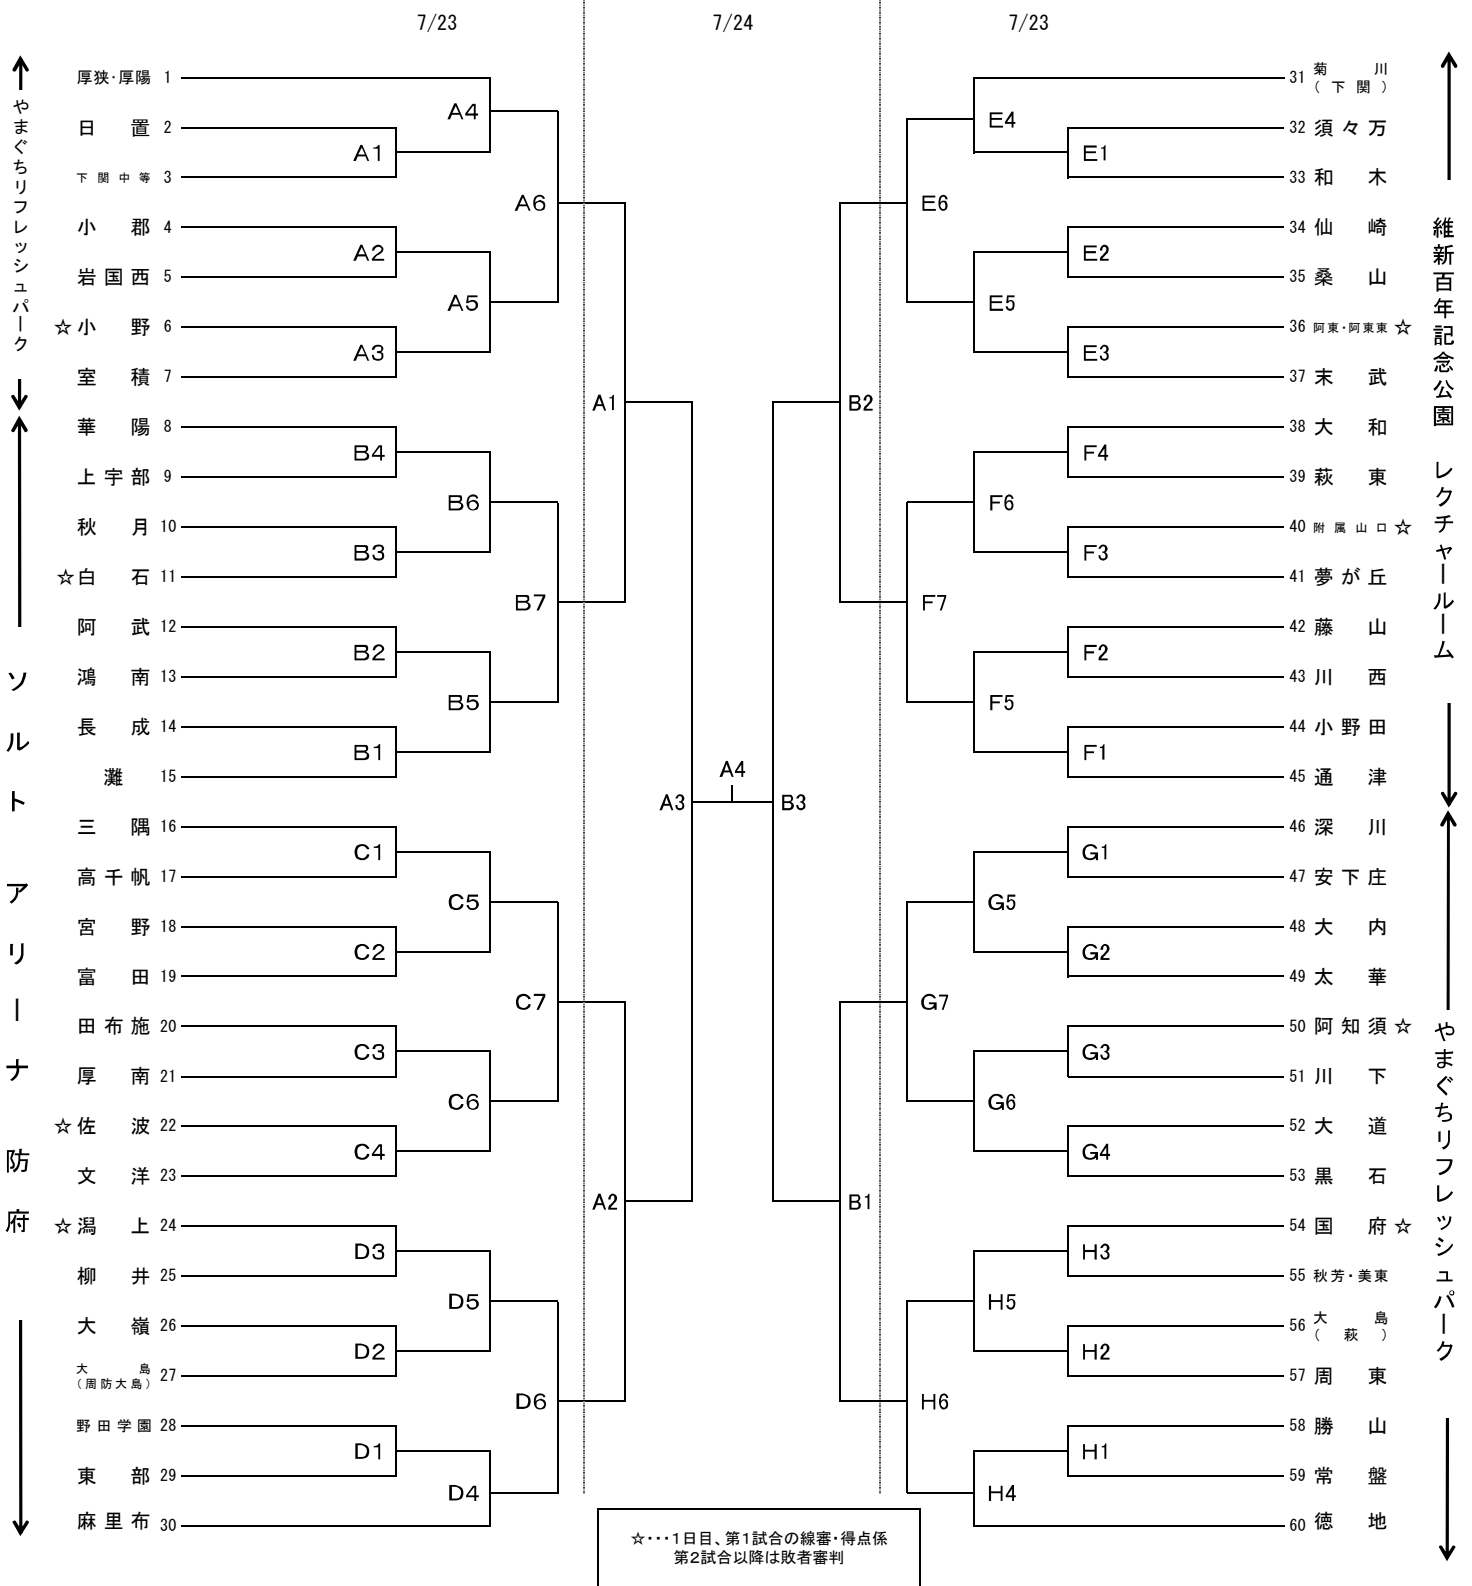 7/23
7/24
7/23
やまぐちリフレッシュパーク
ソルトアリーナ防府
厚狭・厚陽 1
日置 2
下関中等 3
小郡 4
岩国西 5
☆小野 6
室積 7
華陽 8
上宇部 9
秋月 10
☆白石 11
阿武 12
鴻南 13
長成 14
灘 15
三隅 16
高千帆 17
宮野 18
富田 19
田布施 20
厚南 21
☆佐波 22
文洋 23
☆潟上 24
柳井 25
大嶺 26
大島
(周防大島) 27
野田学園 28
東部 29
麻里布 30
A4
A1
A6
A2
A5
A3
B4
B6
B3
B7
B2
B5
B1
C1
C5
C2
C7
C3
C6
C4
D3
D5
D2
D6
D1
D4
A1
A3
A2
A4
B2
B3
B1
E4
E1
E6
E2
E5
E3
F4
F6
F3
F7
F2
F5
F1
G1
G5
G2
G7
G3
G6
G4
H3
H5
H2
H6
H1
H4
31 菊川
(下関)
32 須々万
33 和木
34 仙崎
35 桑山
36 阿東・阿東東 ☆
37 末武
38 大和
39 萩東
40 附属山口 ☆
41 夢が丘
42 藤山
43 川西
44 小野田
45 通津
46 深川
47 安下庄
48 大内
49 太華
50 阿知須 ☆
51 川下
52 大道
53 黒石
54 国府 ☆
55 秋芳・美東
56 大島
(萩)
57 周東
58 勝山
59 常盤
60 徳地
維新百年記念公園 レクチャールーム
やまぐちリフレッシュパーク
☆・・・1日目、第1試合の線審・得点係
第2試合以降は敗者審判